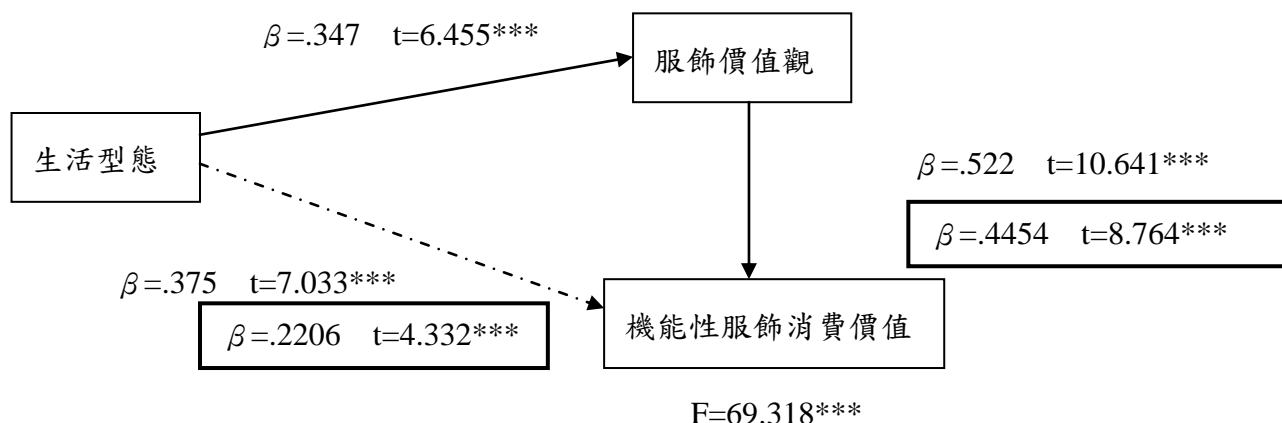 β=.347 t=6.455***
服飾價值觀
生活型態
β=.522 t=10.641***
β=.4454 t=8.764***
β=.375 t=7.033***
β=.2206 t=4.332***
機能性服飾消費價值
F=69.318***